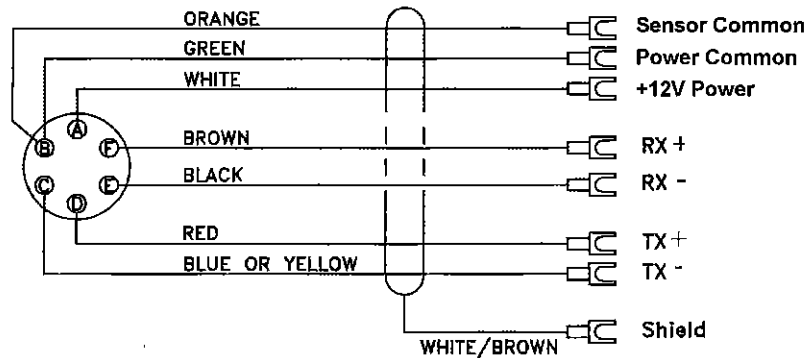 ORANGE Sensor Common
GREEN Power Common
WHITE +12V Power
A
B F BROWN RX +
C E BLACK RX -
D
RED TX +
BLUE OR YELLOW TX -
WHITE/BROWN Shield